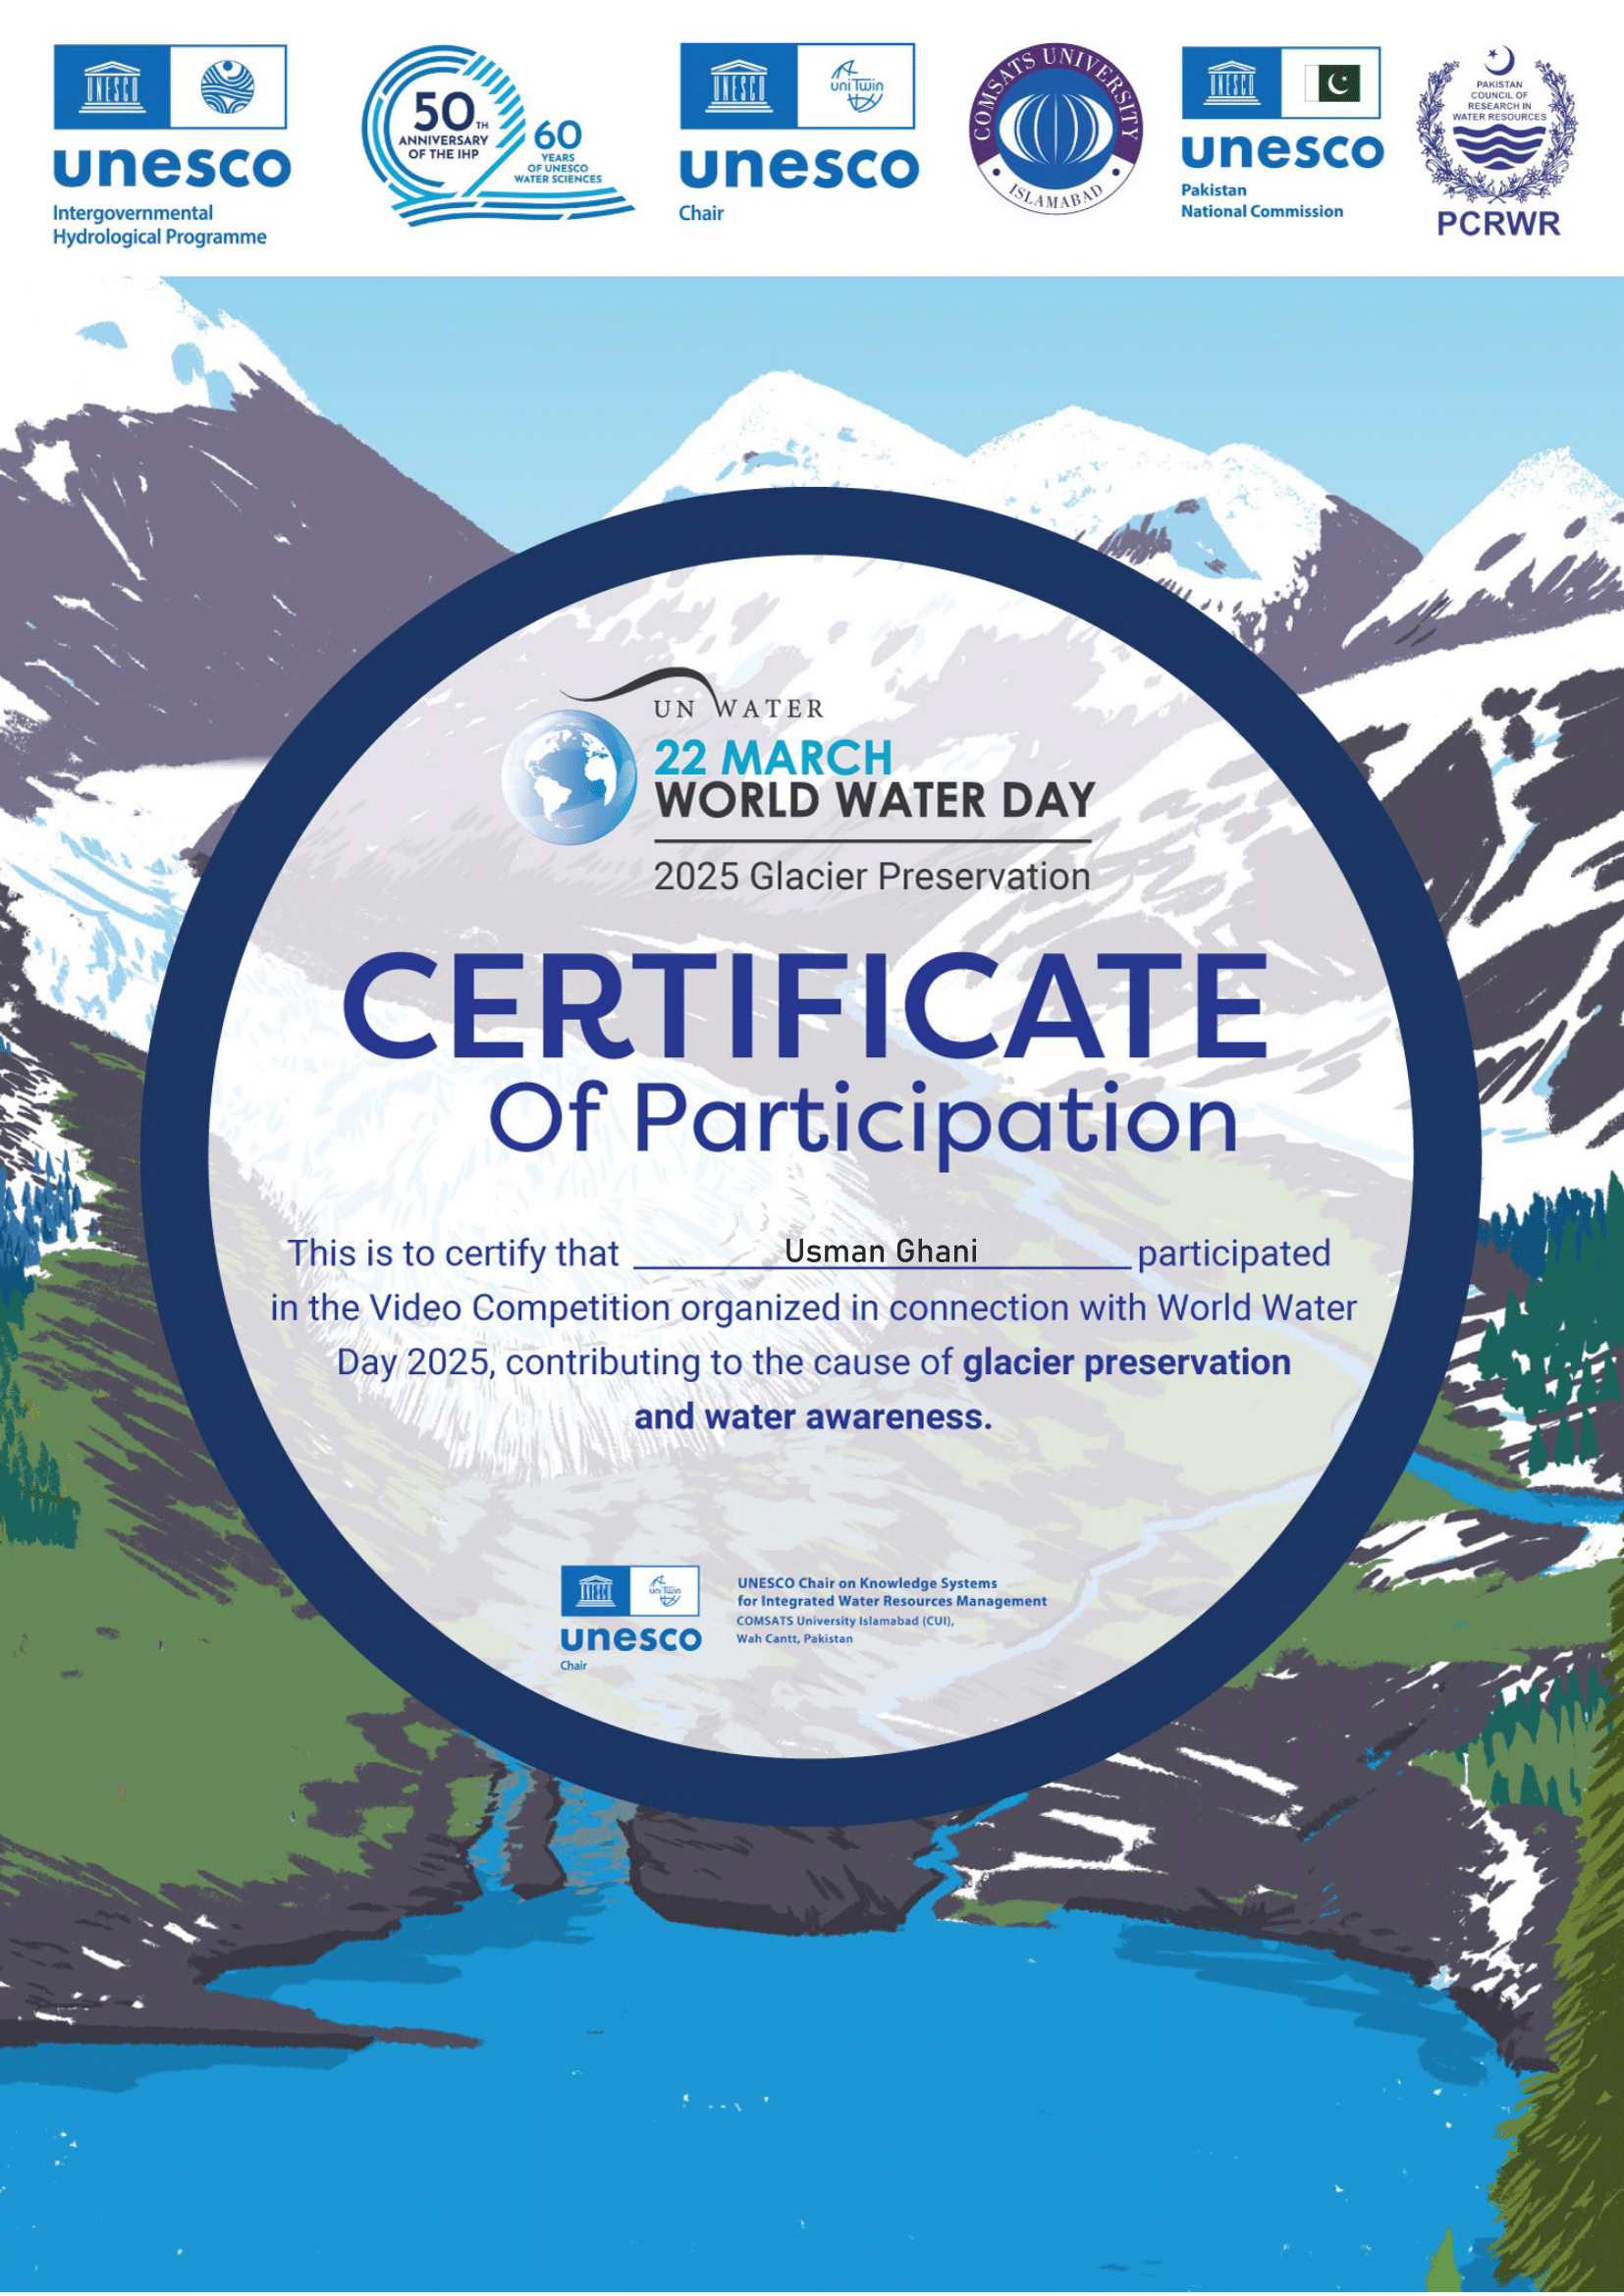 UNESCO
unesco
Intergovernmental
Hydrological Programme
50TH
ANNIVERSARY
OF THE IHP
60
YEARS
OF UNESCO
WATER SCIENCES
UNESCO
uniTwin
unesco
Chair
COMSATS UNIVERSITY
ISLAMABAD
UNESCO
unesco
Pakistan
National Commission
PAKISTAN
COUNCIL OF
RESEARCH IN
WATER RESOURCES
PCRWR
UN WATER
22 MARCH
WORLD WATER DAY
2025 Glacier Preservation
CERTIFICATE
Of Participation
This is to certify that Usman Ghani participated
in the Video Competition organized in connection with World Water
Day 2025, contributing to the cause of glacier preservation
and water awareness.
UNESCO
uniTwin
unesco
Chair
UNESCO Chair on Knowledge Systems
for Integrated Water Resources Management
COMSATS University Islamabad (CUI),
Wah Cantt, Pakistan